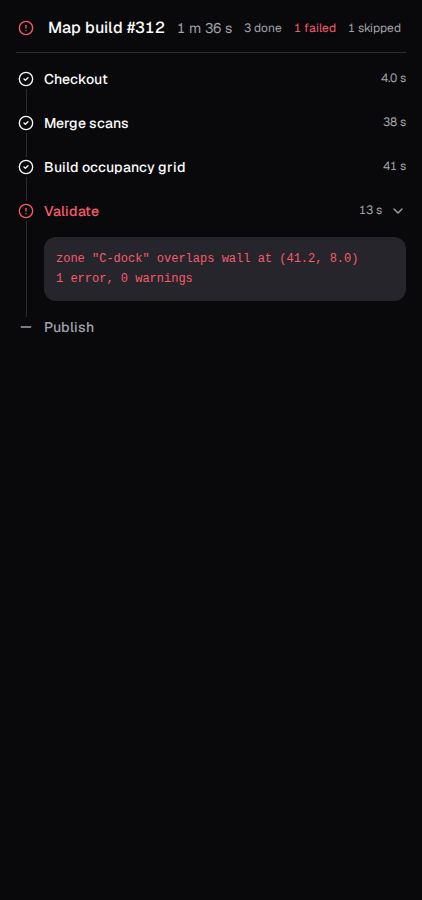 Map build #312 1 m 36 s 3 done 1 failed 1 skipped
Checkout 4.0 s
Merge scans 38 s
Build occupancy grid 41 s
Validate 13 s
zone "C-dock" overlaps wall at (41.2, 8.0)
1 error, 0 warnings
Publish